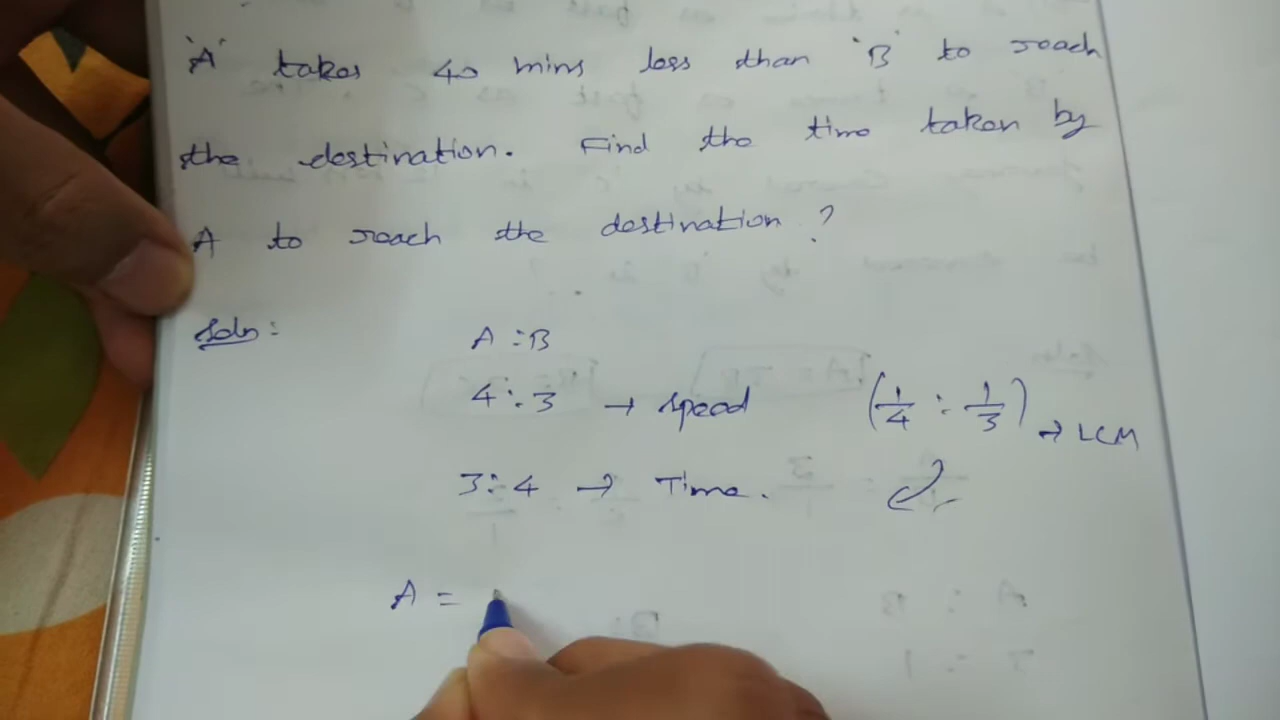 'A' takes 40 mins less than 'B' to reach
the destination. Find the time taken by
A to reach the destination ?
Soln :
A : B
4 : 3 → speed (1/4 : 1/3) → LCM
3 : 4 → Time.
A =